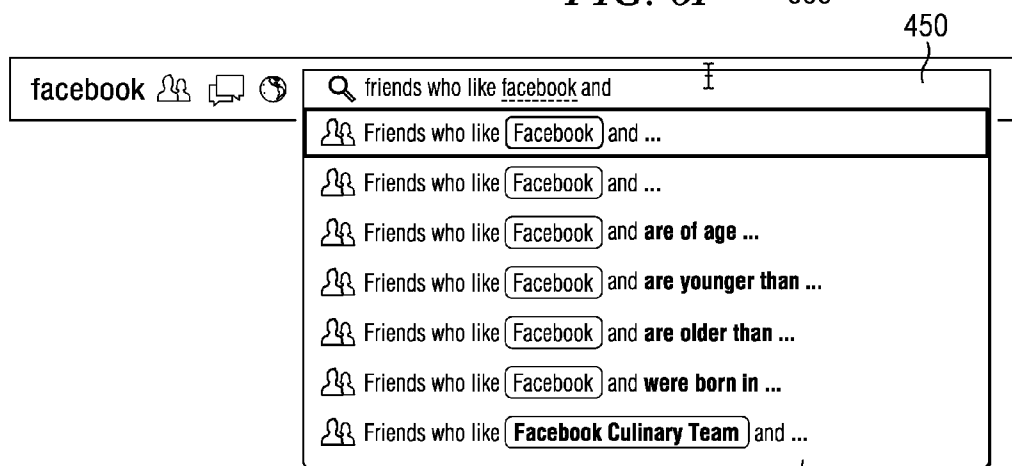 450
facebook friends who like facebook and
Friends who like Facebook and ...
Friends who like Facebook and ...
Friends who like Facebook and are of age ...
Friends who like Facebook and are younger than ...
Friends who like Facebook and are older than ...
Friends who like Facebook and were born in ...
Friends who like Facebook Culinary Team and ...